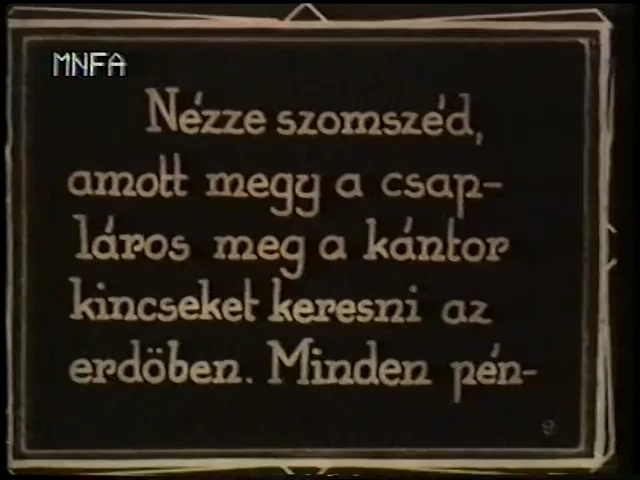 MNFA
Nézze szomszéd,
amott megy a csap-
láros meg a kántor
kincseket keresni az
erdöben. Minden pén-
9